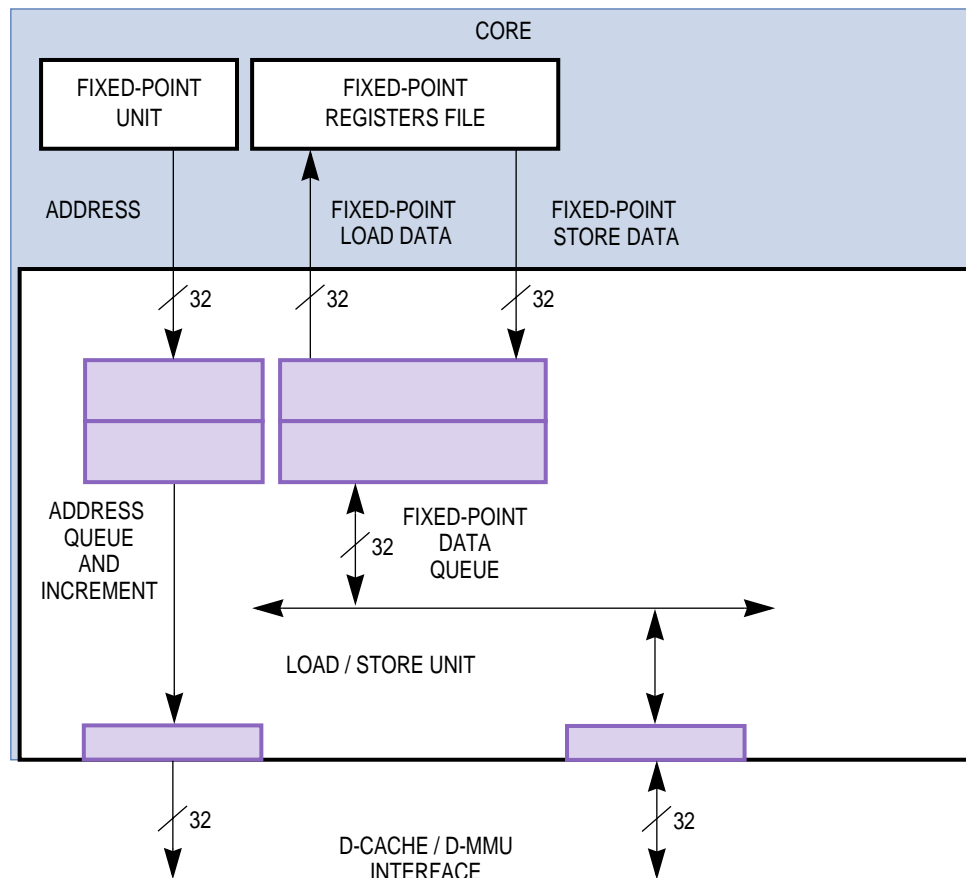 CORE
FIXED-POINT
UNIT
FIXED-POINT
REGISTERS FILE
ADDRESS
FIXED-POINT
LOAD DATA
FIXED-POINT
STORE DATA
32
32
32
ADDRESS
QUEUE
AND
INCREMENT
32
FIXED-POINT
DATA
QUEUE
LOAD / STORE UNIT
32
32
D-CACHE / D-MMU
INTERFACE